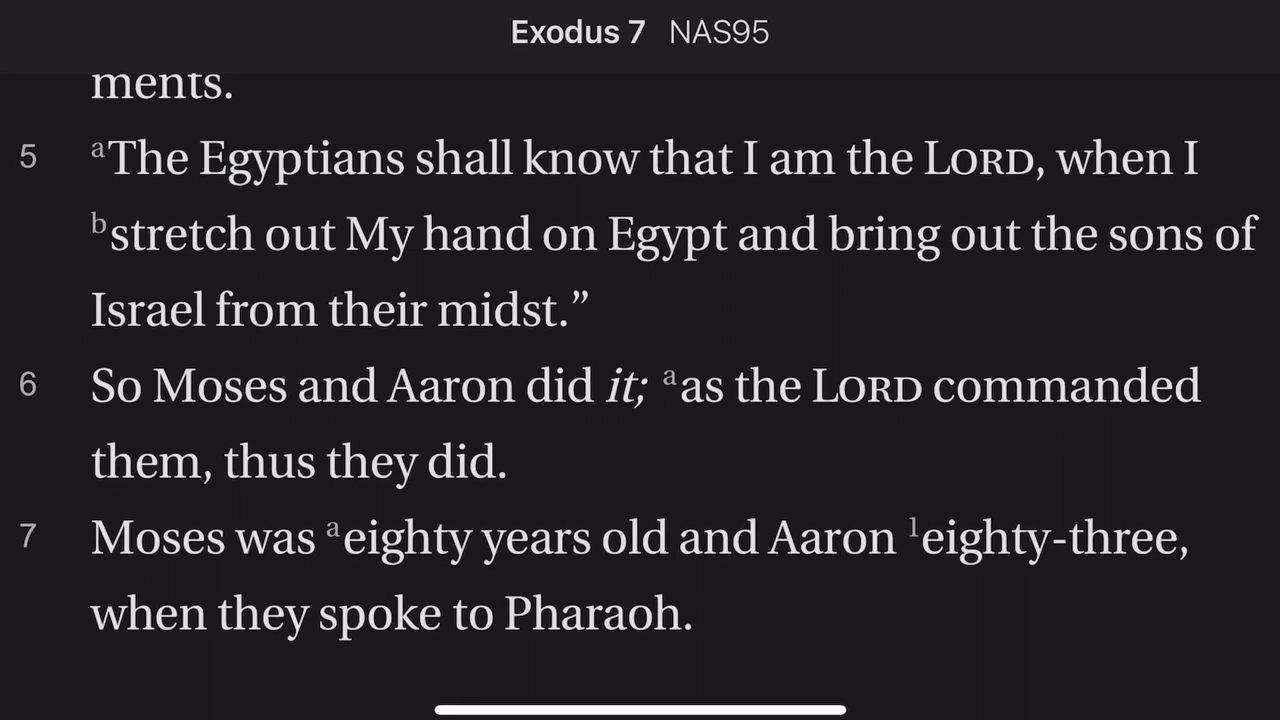 Exodus 7 NAS95
ments.
5 aThe Egyptians shall know that I am the LORD, when I
bstretch out My hand on Egypt and bring out the sons of
Israel from their midst.”
6 So Moses and Aaron did it; aas the LORD commanded
them, thus they did.
7 Moses was aeighty years old and Aaron 1eighty-three,
when they spoke to Pharaoh.